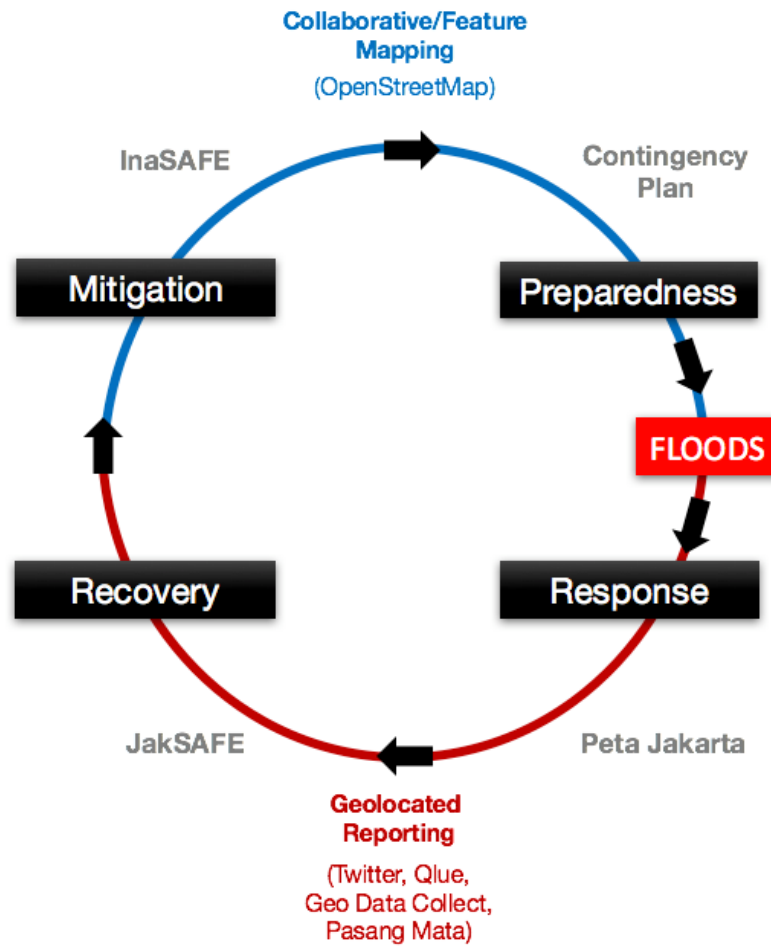 Collaborative/Feature
Mapping
(OpenStreetMap)
InaSAFE
Contingency
Plan
Mitigation
Preparedness
FLOODS
Recovery
Response
JakSAFE
Peta Jakarta
Geolocated
Reporting
(Twitter, Qlue,
Geo Data Collect,
Pasang Mata)